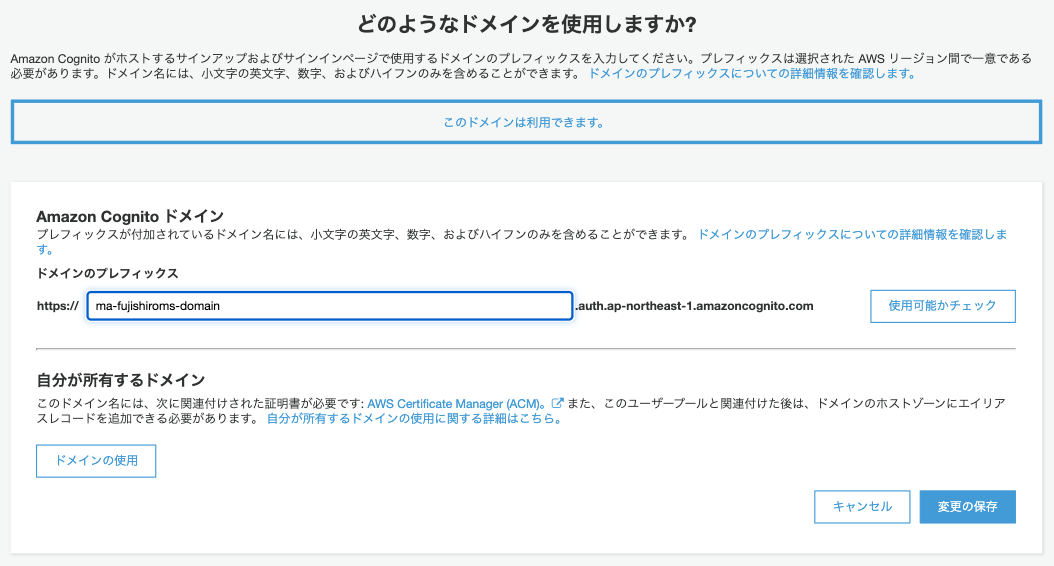 どのようなドメインを使用しますか?
Amazon Cognito がホストするサインアップおよびサインインページで使用するドメインのプレフィックスを入力してください。プレフィックスは選択された AWS リージョン間で一意である
必要があります。ドメイン名には、小文字の英文字、数字、およびハイフンのみを含めることができます。 ドメインのプレフィックスについての詳細情報を確認します。
このドメインは利用できます。
Amazon Cognito ドメイン
プレフィックスが付加されているドメイン名には、小文字の英文字、数字、およびハイフンのみを含めることができます。 ドメインのプレフィックスについての詳細情報を確認しま
す。
ドメインのプレフィックス
https:// ma-fujishiroms-domain .auth.ap-northeast-1.amazoncognito.com 使用可能かチェック
自分が所有するドメイン
このドメイン名には、次に関連付けされた証明書が必要です: AWS Certificate Manager (ACM)。 また、このユーザープールと関連付けた後は、ドメインのホストゾーンにエイリア
スレコードを追加できる必要があります。 自分が所有するドメインの使用に関する詳細はこちら。
ドメインの使用
キャンセル 変更の保存